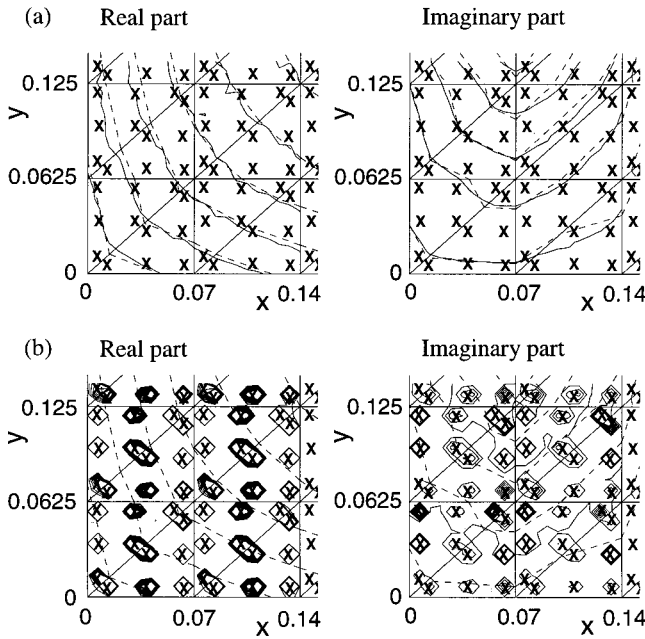 (a) Real part Imaginary part
0.125 0.125
y y
0.0625 0.0625
0 0
0 0.07 0.14 0 0.07 0.14
x x
(b) Real part Imaginary part
0.125 0.125
y y
0.0625 0.0625
0 0
0 0.07 0.14 0 0.07 0.14
x x